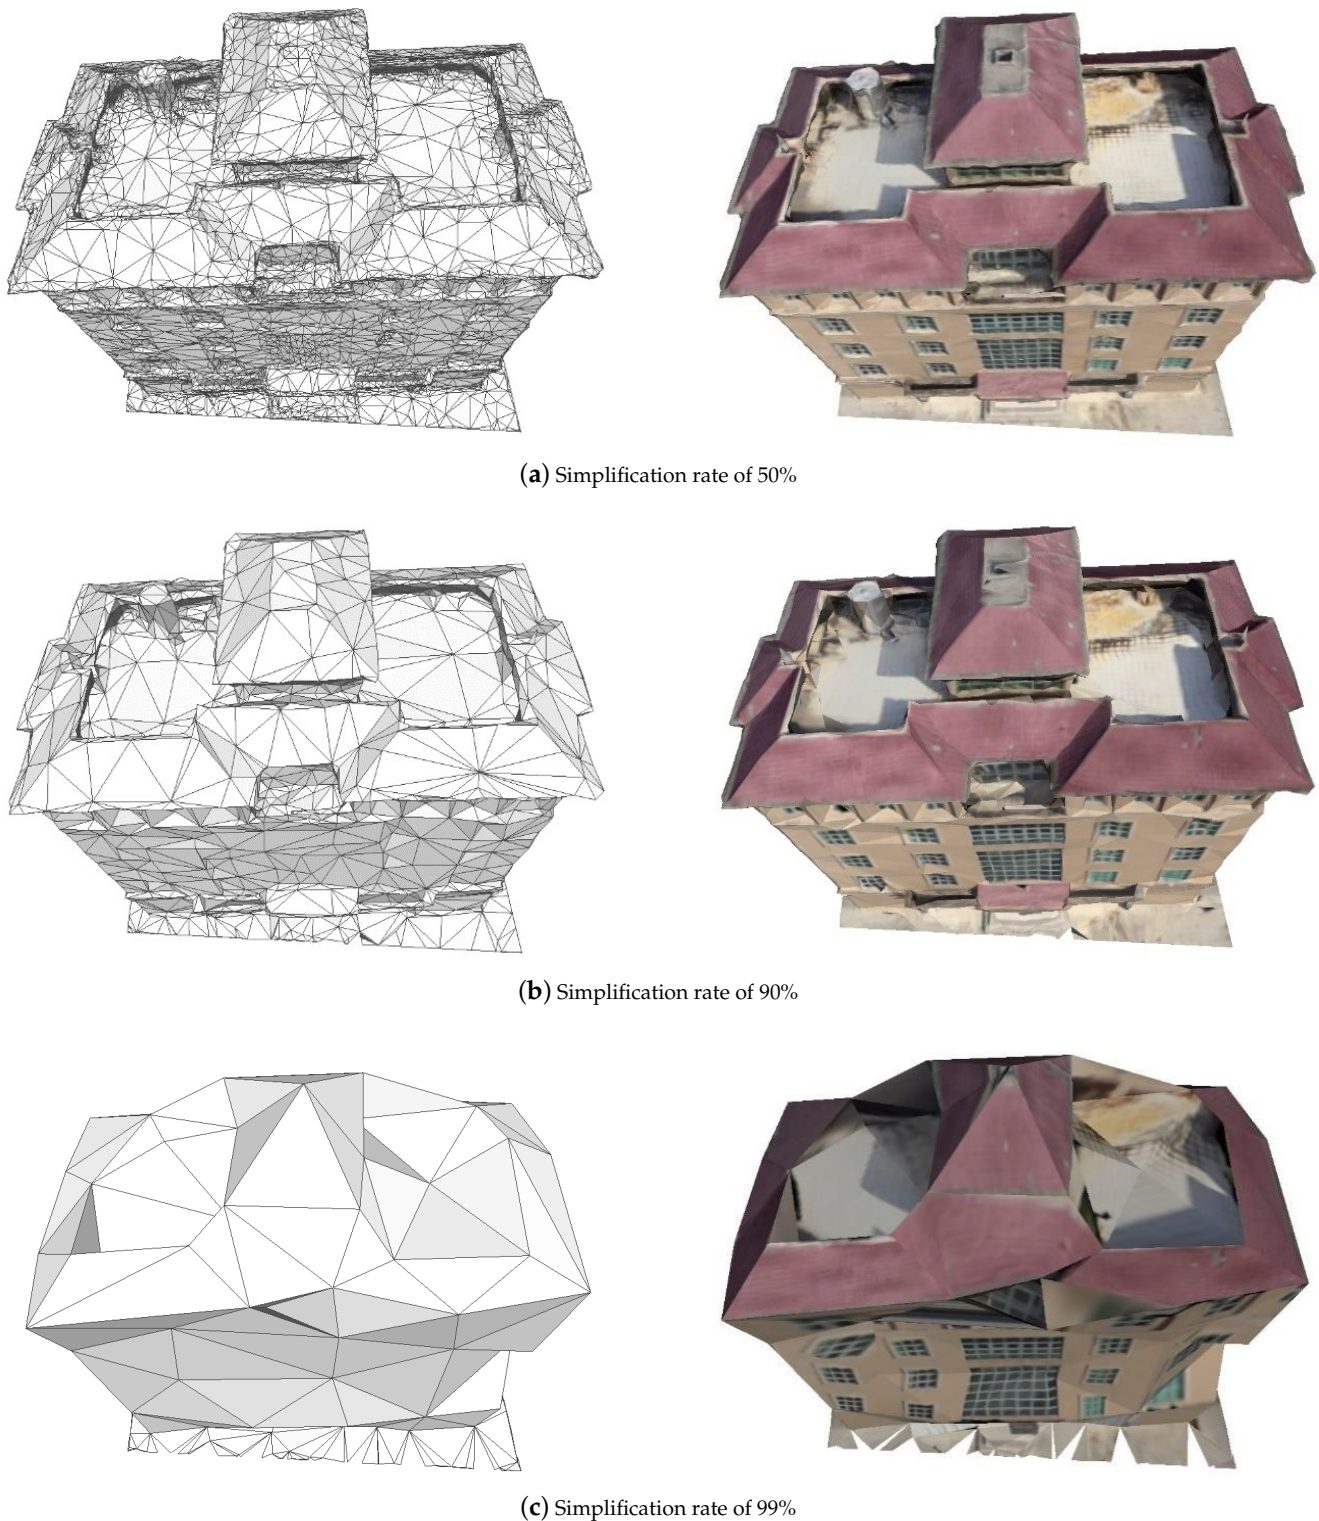 (a) Simplification rate of 50%
(b) Simplification rate of 90%
(c) Simplification rate of 99%